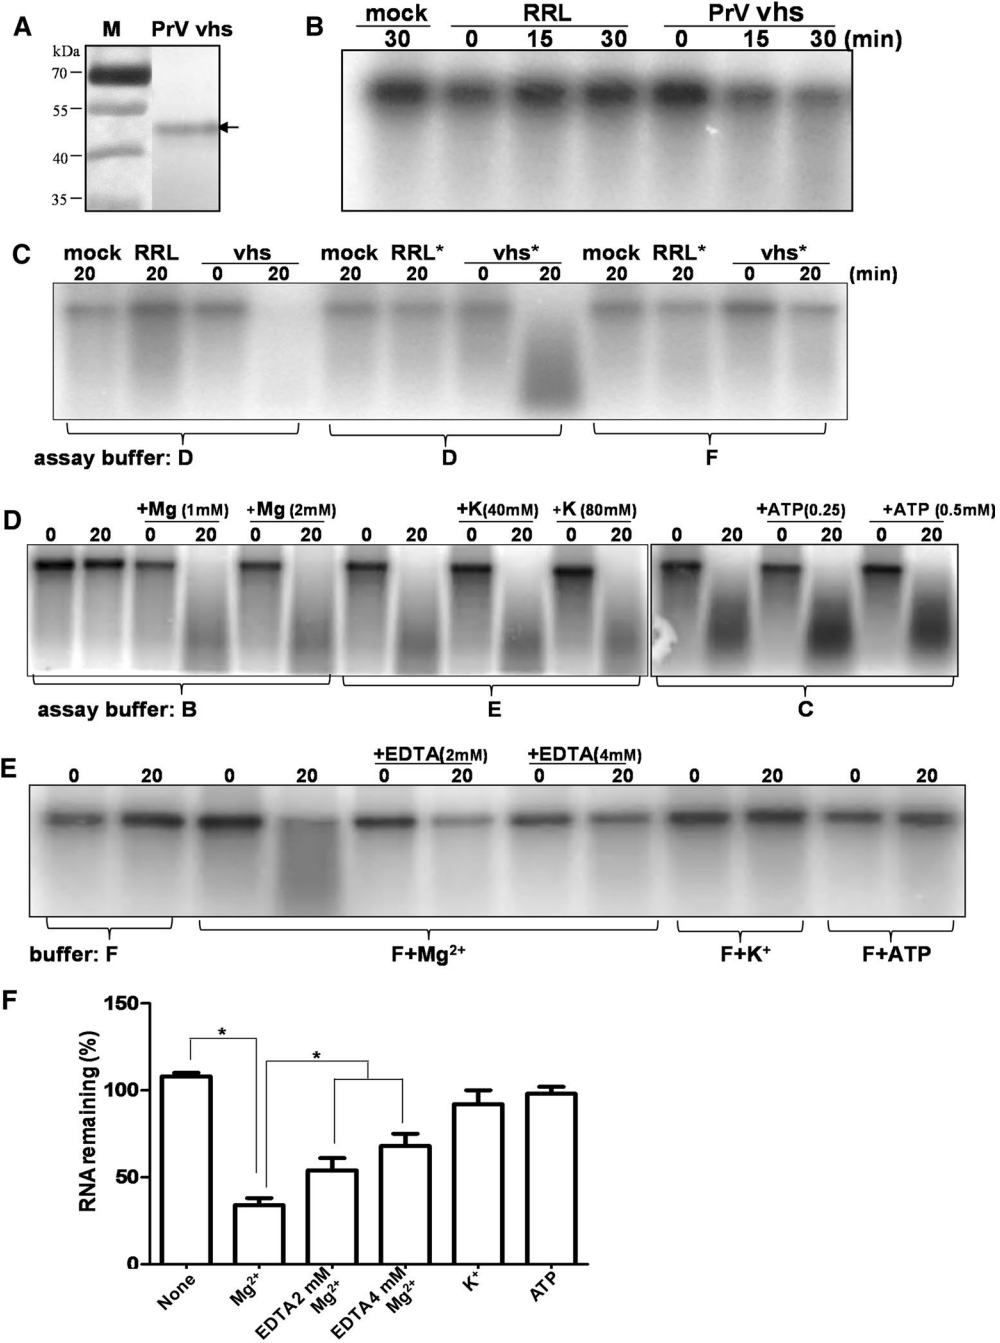 A M PrV vhs
kDa
70
55
40
35
B mock RRL PrV vhs
30 0 15 30 0 15 30 (min)
C mock RRL vhs mock RRL* vhs* mock RRL* vhs*
20 20 0 20 20 20 0 20 20 20 0 20 (min)
assay buffer: D D F
D +Mg (1mM) +Mg (2mM) +K(40mM) +K (80mM) +ATP(0.25) +ATP (0.5mM)
0 20 0 20 0 20 0 20 0 20 0 20 0 20 0 20 0 20
assay buffer: B E C
E +EDTA(2mM) +EDTA(4mM)
0 20 0 20 0 20 0 20 0 20 0 20
buffer: F F+Mg²⁺ F+K⁺ F+ATP
F
RNA remaining (%)
150
100
50
0
* *
None
Mg²⁺
EDTA2 mM Mg²⁺
EDTA4 mM Mg²⁺
K⁺
ATP